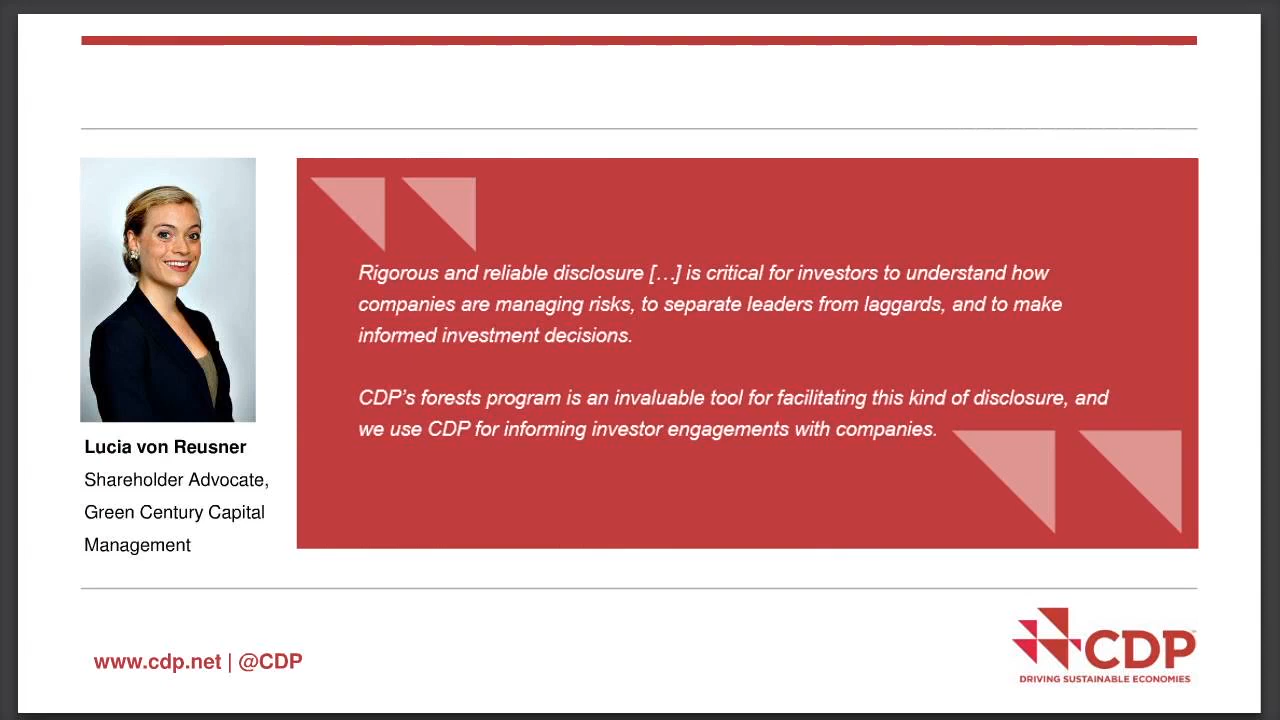 Rigorous and reliable disclosure […] is critical for investors to understand how
companies are managing risks, to separate leaders from laggards, and to make
informed investment decisions.
CDP’s forests program is an invaluable tool for facilitating this kind of disclosure, and
we use CDP for informing investor engagements with companies.
Lucia von Reusner
Shareholder Advocate,
Green Century Capital
Management
www.cdp.net | @CDP
CDP
DRIVING SUSTAINABLE ECONOMIES